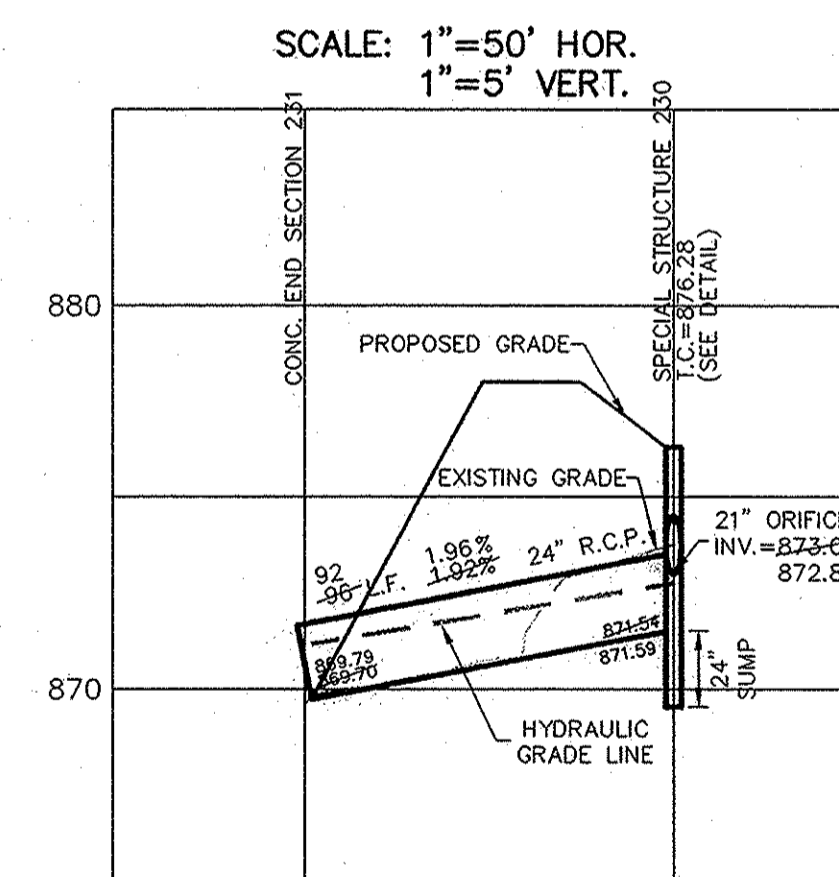 SCALE: 1"=50' HOR.
1"=5' VERT.
CONC. END SECTION 231
SPECIAL STRUCTURE 230
T.C.=876.28
(SEE DETAIL)
880
PROPOSED GRADE
EXISTING GRADE
21" ORIFIC
INV.=873.
872.8
92
96 L.F.
1.96%
1.92%
24" R.C.P.
871.54
871.59
869.79
869.70
870
24"
SUMP
HYDRAULIC
GRADE LINE